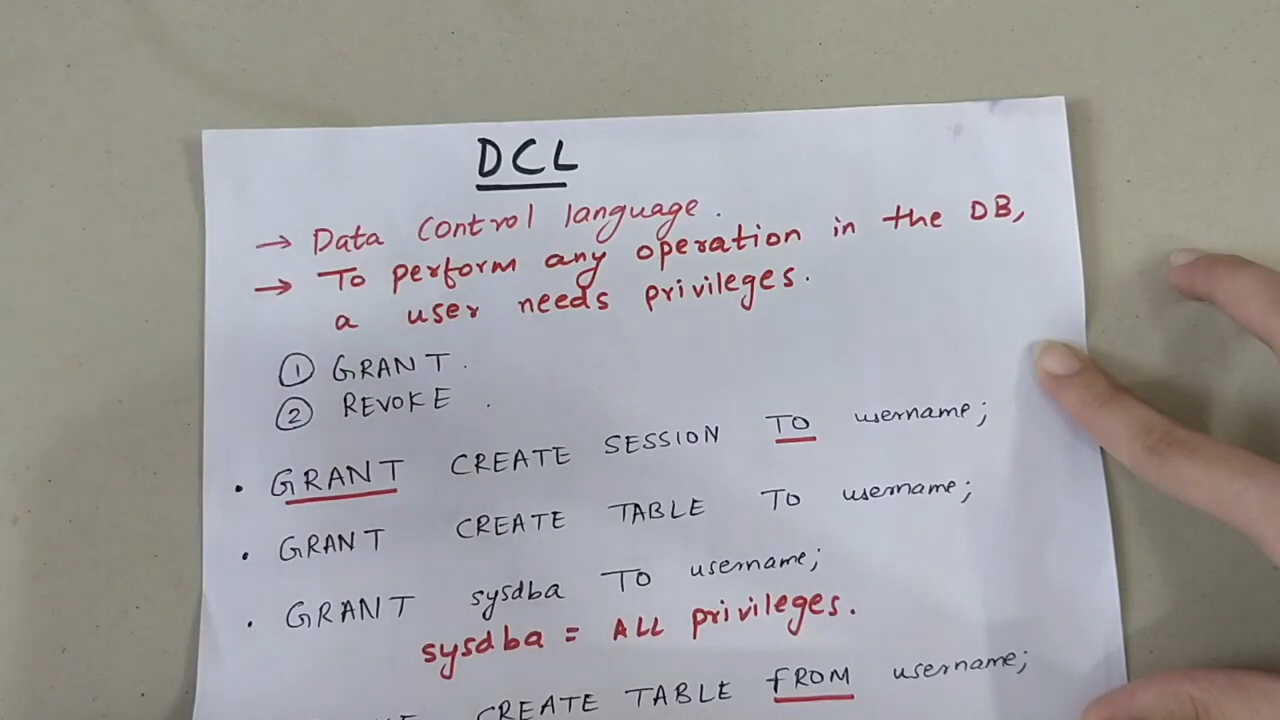 DCL
→ Data Control language.
→ To perform any operation in the DB,
a user needs privileges.
① GRANT.
② REVOKE.
• GRANT CREATE SESSION TO username;
• GRANT CREATE TABLE TO username;
• GRANT sysdba TO username;
sysdba = ALL privileges.
CREATE TABLE FROM username;